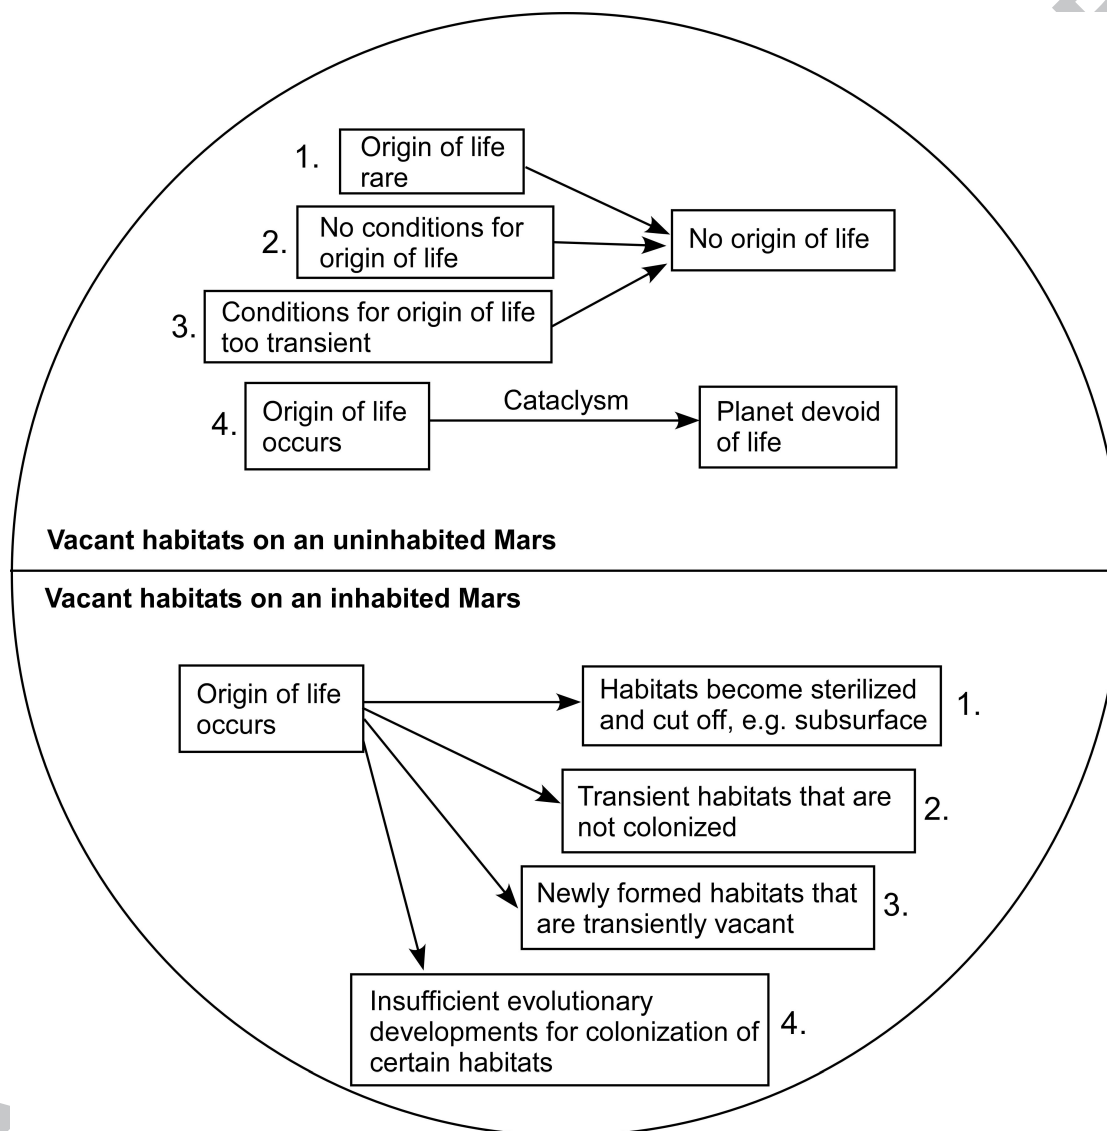 1.
Origin of life
rare
2.
No conditions for
origin of life
No origin of life
3.
Conditions for origin of life
too transient
4.
Origin of life
occurs
Cataclysm
Planet devoid
of life
Vacant habitats on an uninhabited Mars
Vacant habitats on an inhabited Mars
Origin of life
occurs
Habitats become sterilized
and cut off, e.g. subsurface
1.
Transient habitats that are
not colonized
2.
Newly formed habitats that
are transiently vacant
3.
Insufficient evolutionary
developments for colonization of
certain habitats
4.